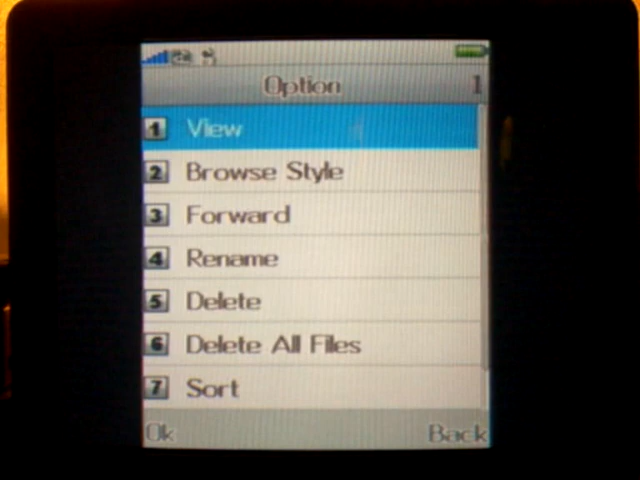 Option 1
1 View
2 Browse Style
3 Forward
4 Rename
5 Delete
6 Delete All Files
7 Sort
Ok Back